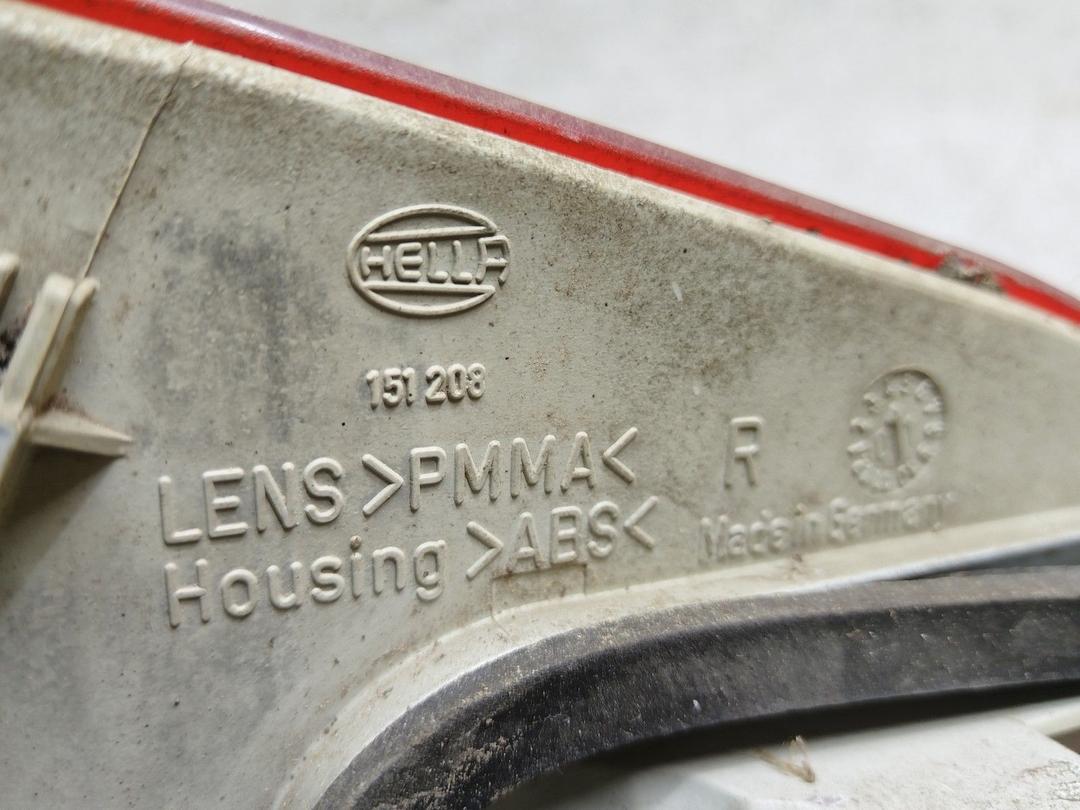 HELLA
151 208
LENS >PMMA<
Housing >ABS<
R
Made in Germany